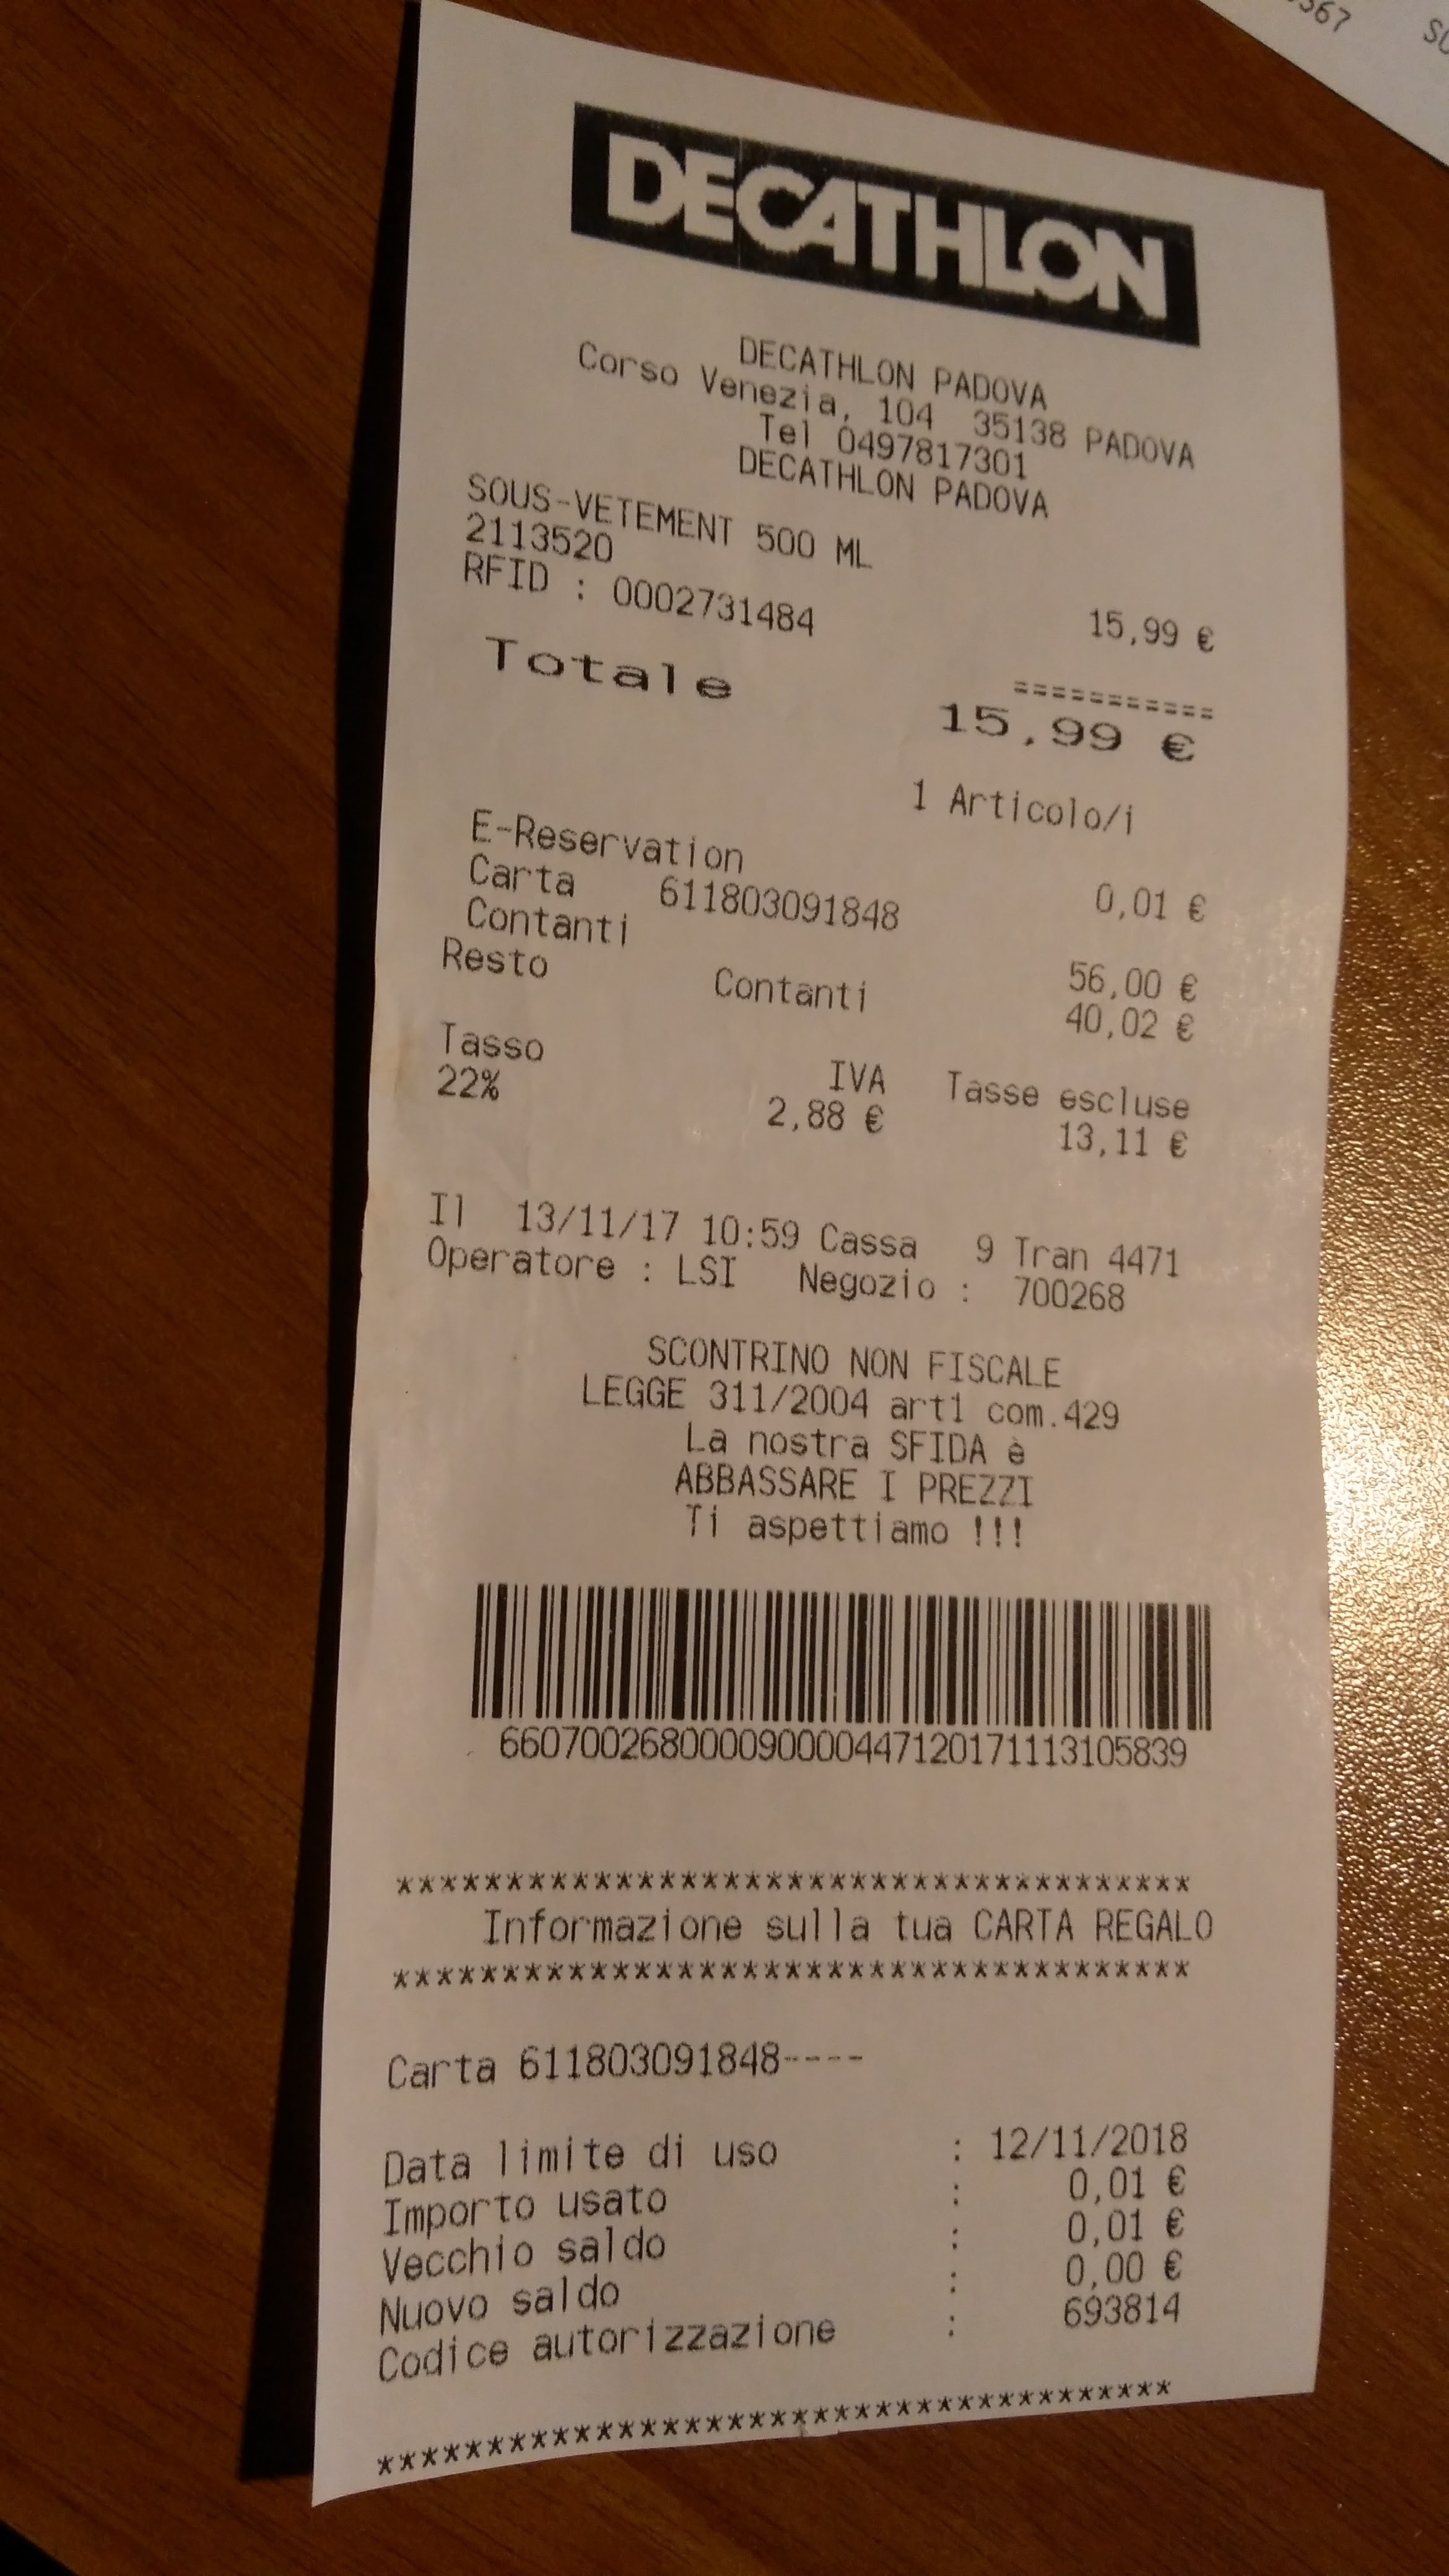 DECATHLON
DECATHLON PADOVA
Corso Venezia, 104 35138 PADOVA
Tel 0497817301
DECATHLON PADOVA
SOUS-VETEMENT 500 ML
2113520
RFID : 0002731484 15,99 €
===========
Totale 15,99 €
1 Articolo/i
E-Reservation
Carta 611803091848 0,01 €
Contanti 56,00 €
Resto Contanti 40,02 €
Tasso IVA Tasse escluse
22% 2,88 € 13,11 €
Il 13/11/17 10:59 Cassa 9 Tran 4471
Operatore : LSI Negozio : 700268
SCONTRINO NON FISCALE
LEGGE 311/2004 art1 com.429
La nostra SFIDA è
ABBASSARE I PREZZI
Ti aspettiamo !!!
660700268000090000447120171113105839
************************************
Informazione sulla tua CARTA REGALO
************************************
Carta 611803091848----
Data limite di uso : 12/11/2018
Importo usato : 0,01 €
Vecchio saldo : 0,01 €
Nuovo saldo : 0,00 €
Codice autorizzazione : 693814
************************************